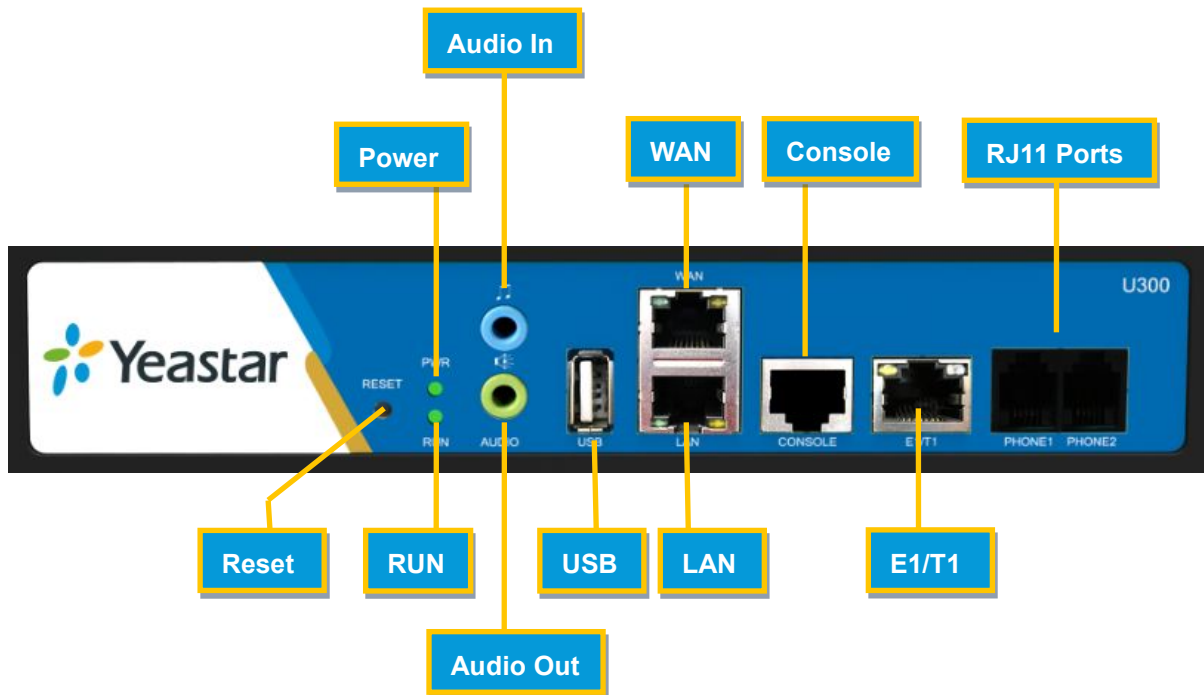 Audio In
Power
WAN
Console
RJ11 Ports
WAN
U300
Yeastar
PWR
RESET
RUN
AUDIO
USB
LAN
CONSOLE
E1/T1
PHONE1
PHONE2
Reset
RUN
USB
LAN
E1/T1
Audio Out